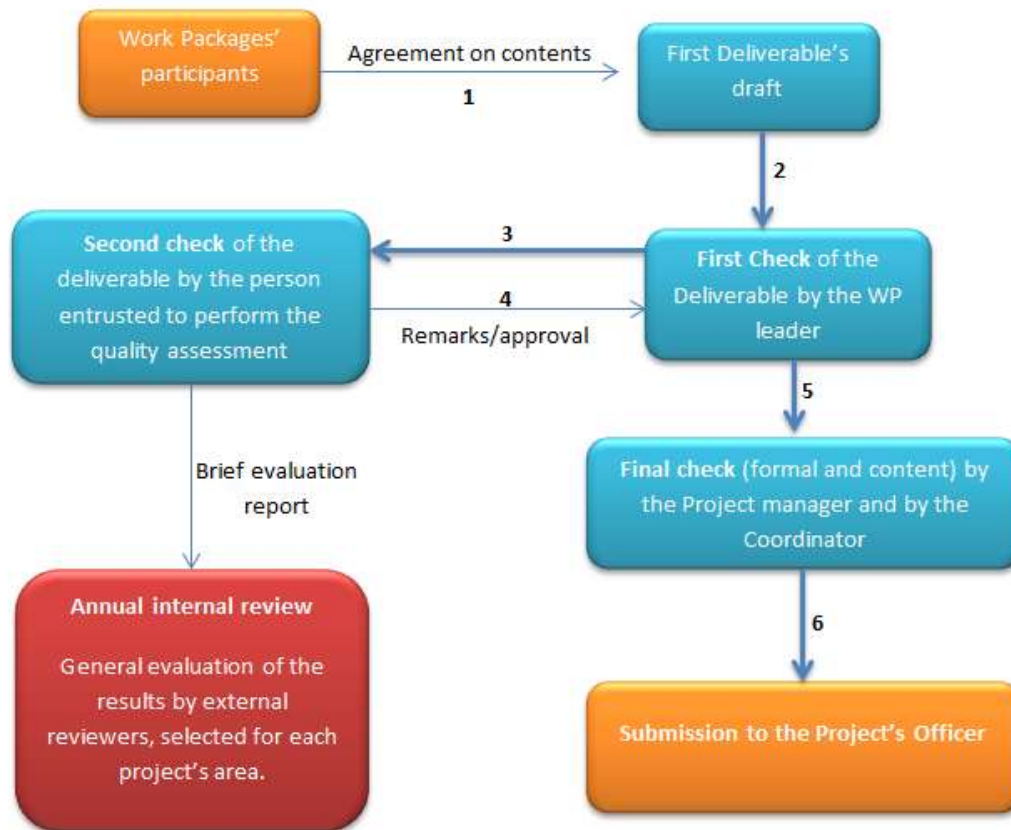 Work Packages'
participants
Agreement on contents
1
First Deliverable's
draft
2
3
Second check of the
deliverable by the person
entrusted to perform the
quality assessment
4
Remarks/approval
First Check of the
Deliverable by the WP
leader
5
Brief evaluation
report
Final check (formal and content) by
the Project manager and by the
Coordinator
Annual internal review
General evaluation of the
results by external
reviewers, selected for each
project's area.
6
Submission to the Project's Officer